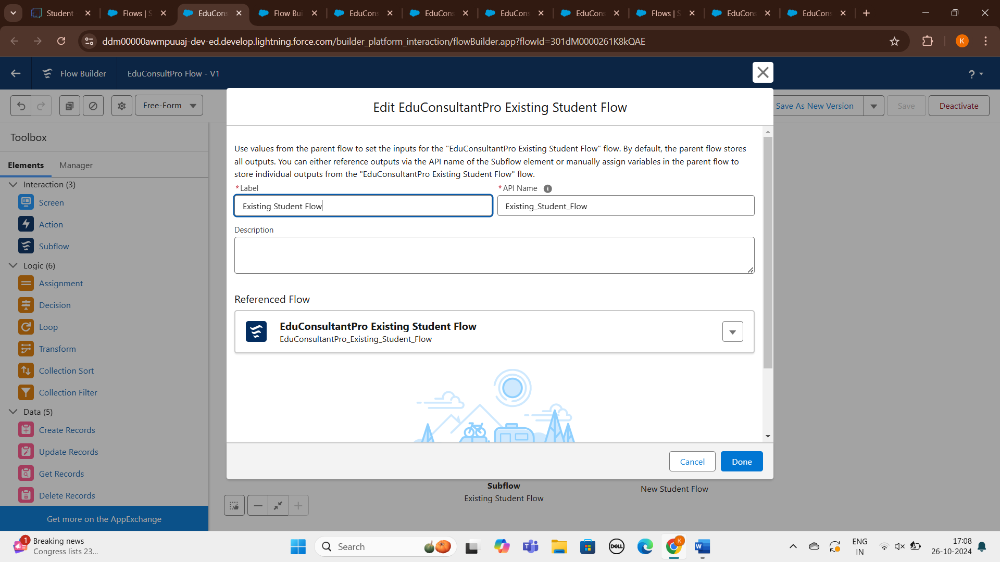 Student
Flows | S
EduCons
Flow Bui
EduCons
EduCons
EduCons
EduCons
Flows | S
EduCons
EduCons
ddm00000awmpuuaj-dev-ed.develop.lightning.force.com/builder_platform_interaction/flowBuilder.app?flowId=301dM0000261K8kQAE
K
Flow Builder
EduConsultPro Flow - V1
?
Free-Form
Save As New Version
Save
Deactivate
Edit EduConsultantPro Existing Student Flow
Toolbox
Elements
Manager
Interaction (3)
Screen
Action
Subflow
Logic (6)
Assignment
Decision
Loop
Transform
Collection Sort
Collection Filter
Data (5)
Create Records
Update Records
Get Records
Delete Records
Get more on the AppExchange
Use values from the parent flow to set the inputs for the "EduConsultantPro Existing Student Flow" flow. By default, the parent flow stores
all outputs. You can either reference outputs via the API name of the Subflow element or manually assign variables in the parent flow to
store individual outputs from the "EduConsultantPro Existing Student Flow" flow.
*Label
*API Name
Existing Student Flow
Existing_Student_Flow
Description
Referenced Flow
EduConsultantPro Existing Student Flow
EduConsultantPro_Existing_Student_Flow
Cancel
Done
Subflow
Existing Student Flow
New Student Flow
1
Breaking news
Congress lists 23...
Search
DELL
K
W
ENG
IN
17:08
26-10-2024